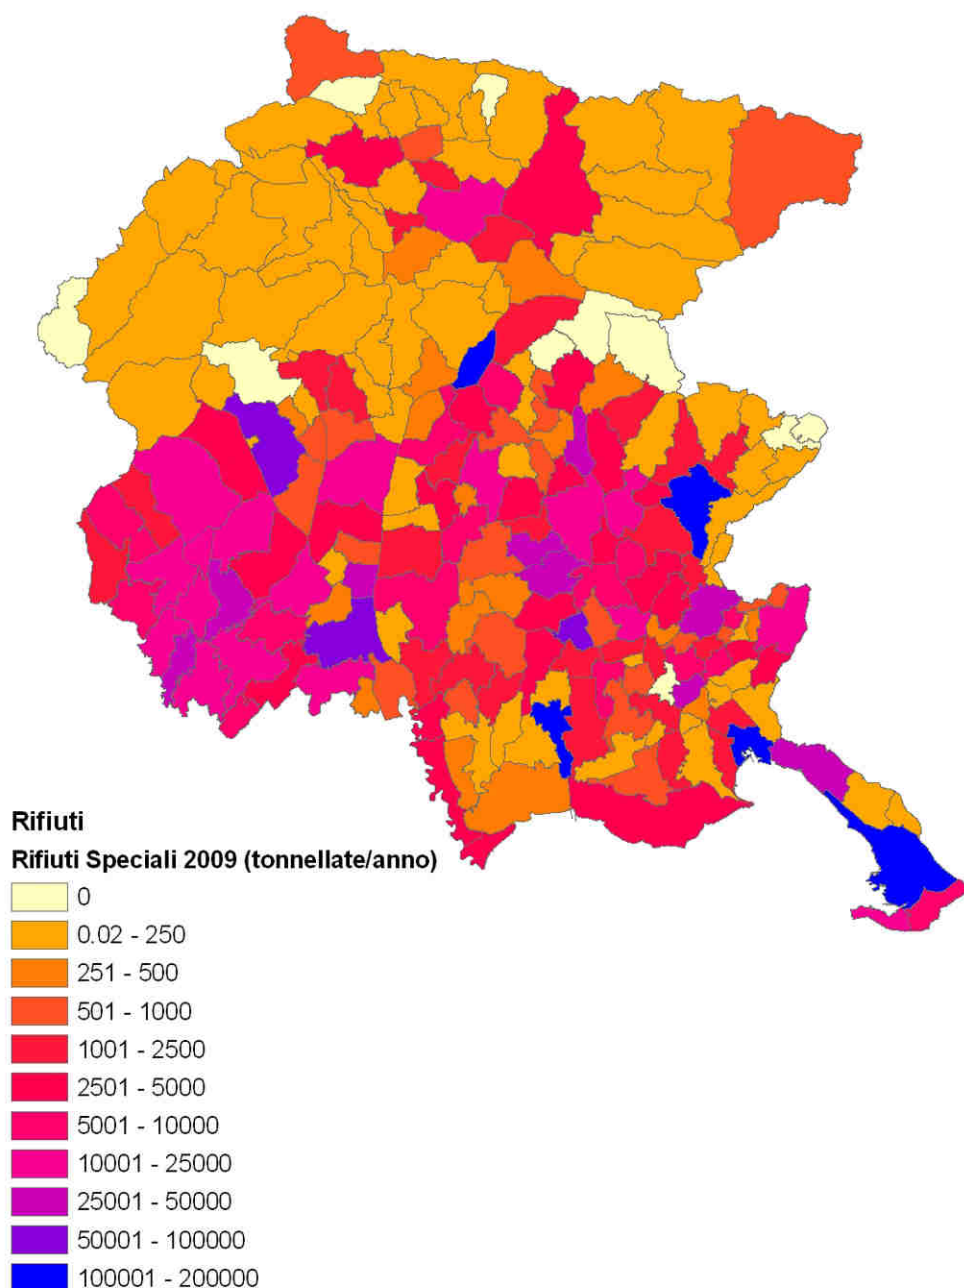 Rifiuti
Rifiuti Speciali 2009 (tonnellate/anno)
0
0.02 - 250
251 - 500
501 - 1000
1001 - 2500
2501 - 5000
5001 - 10000
10001 - 25000
25001 - 50000
50001 - 100000
100001 - 200000